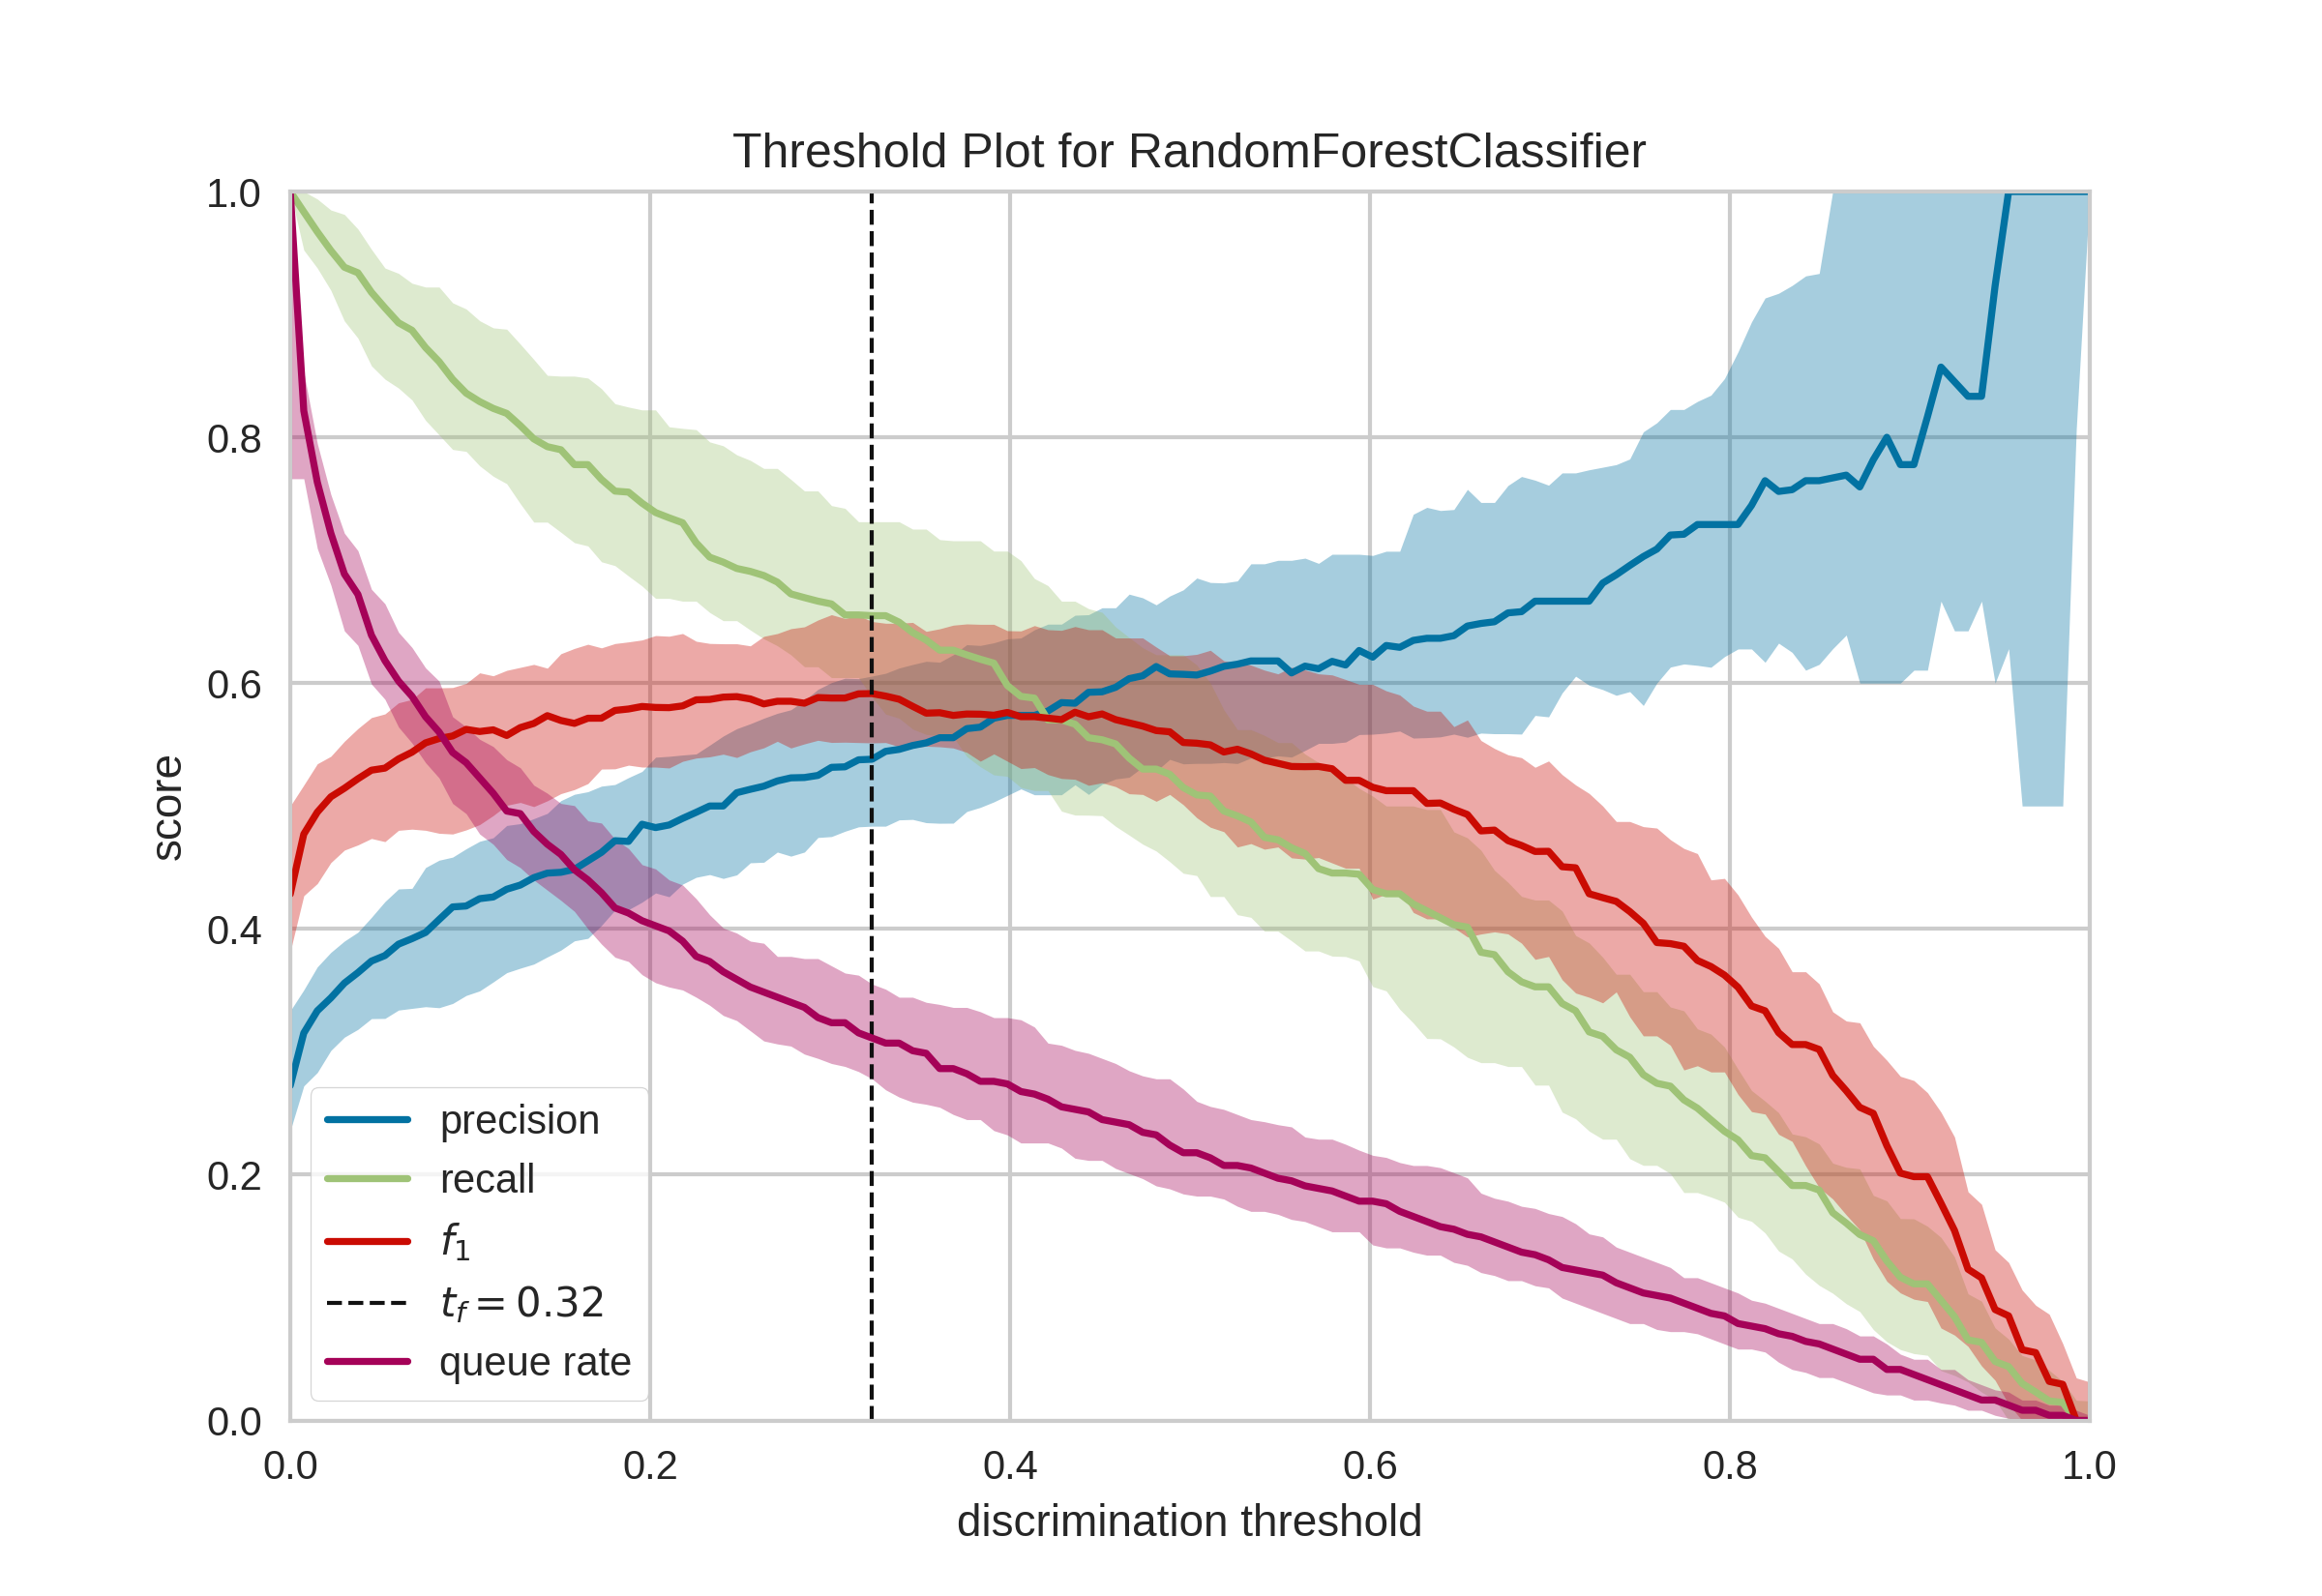 Threshold Plot for RandomForestClassifier
1.0
0.8
0.6
0.4
0.2
0.0
score
precision
recall
f₁
t_f = 0.32
queue rate
0.0 0.2 0.4 0.6 0.8 1.0
discrimination threshold